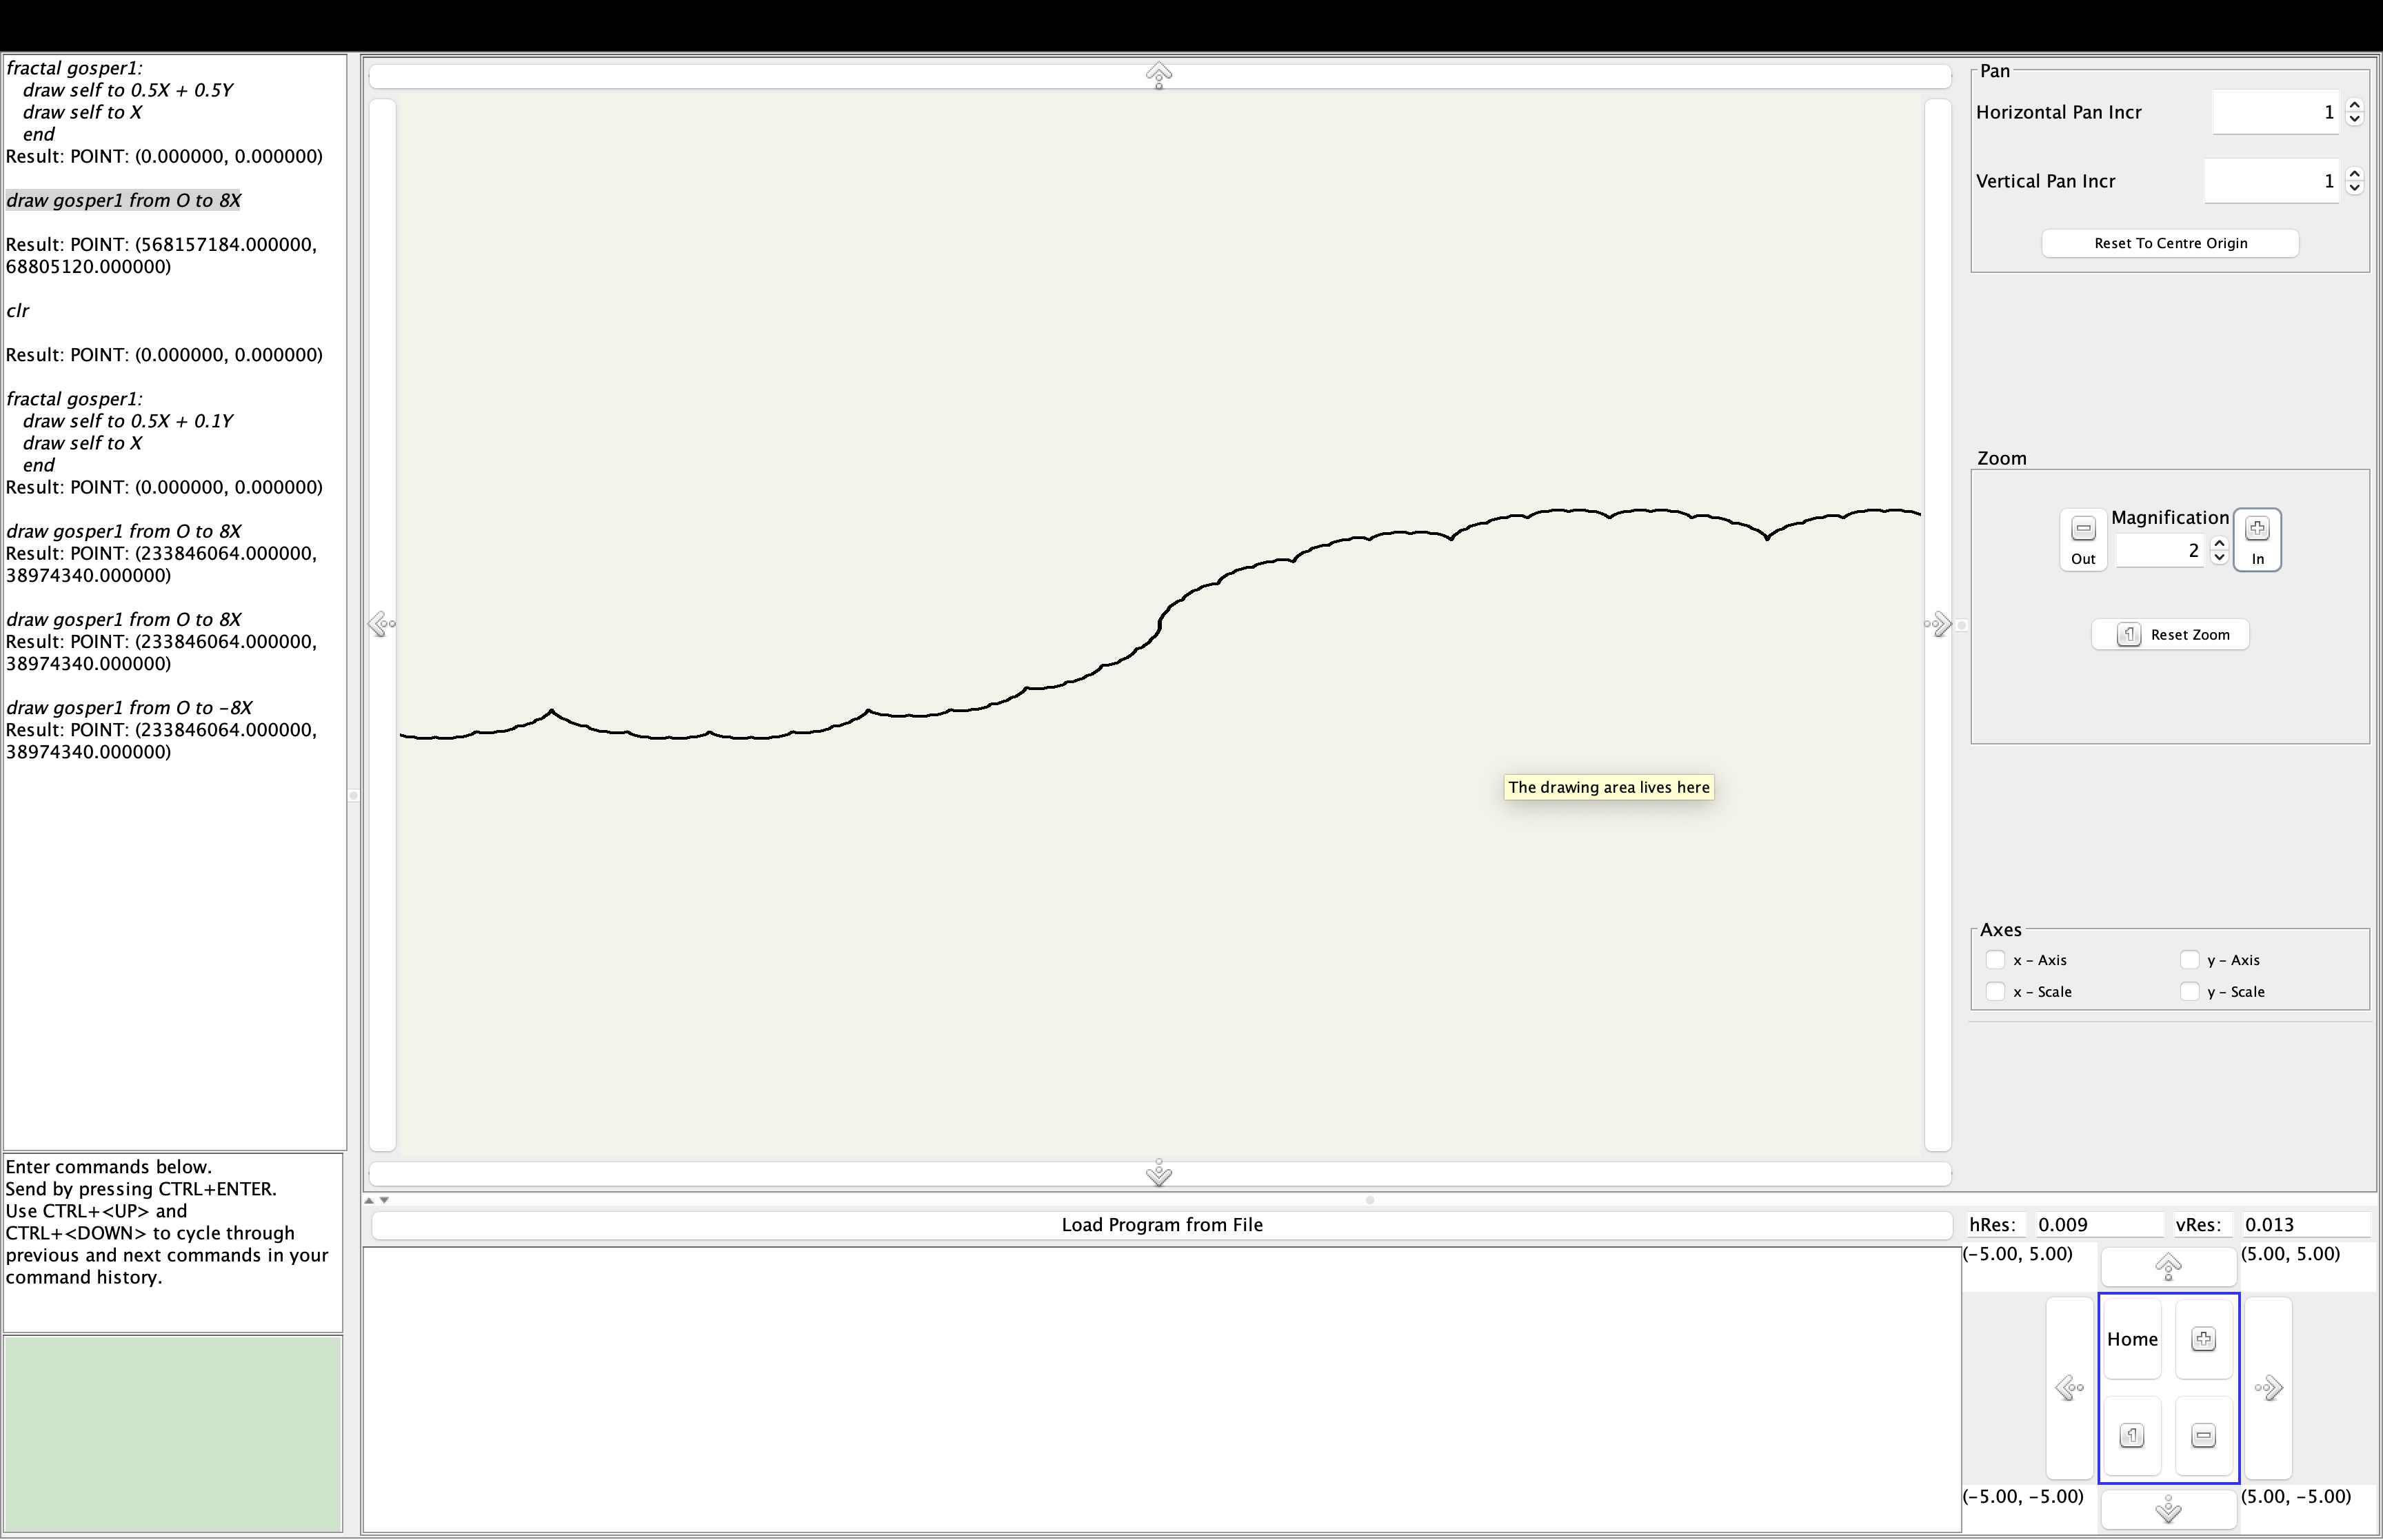 fractal gosper1:
draw self to 0.5X + 0.5Y
draw self to X
end
Result: POINT: (0.000000, 0.000000)
draw gosper1 from O to 8X
Result: POINT: (568157184.000000,
68805120.000000)
clr
Result: POINT: (0.000000, 0.000000)
fractal gosper1:
draw self to 0.5X + 0.1Y
draw self to X
end
Result: POINT: (0.000000, 0.000000)
draw gosper1 from O to 8X
Result: POINT: (233846064.000000,
38974340.000000)
draw gosper1 from O to 8X
Result: POINT: (233846064.000000,
38974340.000000)
draw gosper1 from O to −8X
Result: POINT: (233846064.000000,
38974340.000000)
Enter commands below.
Send by pressing CTRL+ENTER.
Use CTRL+<UP> and
CTRL+<DOWN> to cycle through
previous and next commands in your
command history.
The drawing area lives here
Load Program from File
Pan
Horizontal Pan Incr 1
Vertical Pan Incr 1
Reset To Centre Origin
Zoom
Magnification
Out 2 In
1 Reset Zoom
Axes
x – Axis y – Axis
x – Scale y – Scale
hRes: 0.009 vRes: 0.013
(−5.00, 5.00) (5.00, 5.00)
Home
1
(−5.00, −5.00) (5.00, −5.00)